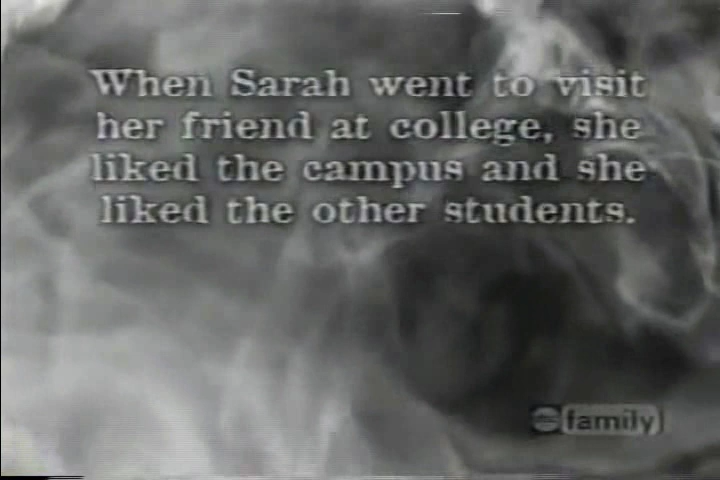 When Sarah went to visit
her friend at college, she
liked the campus and she
liked the other students.
abc family